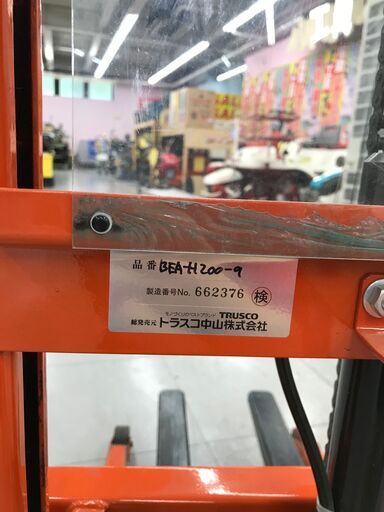 品番 BEA-H200-9
製造番号No. 662376 検
モノづくりのベストブランド TRUSCO
総発売元 トラスコ中山株式会社